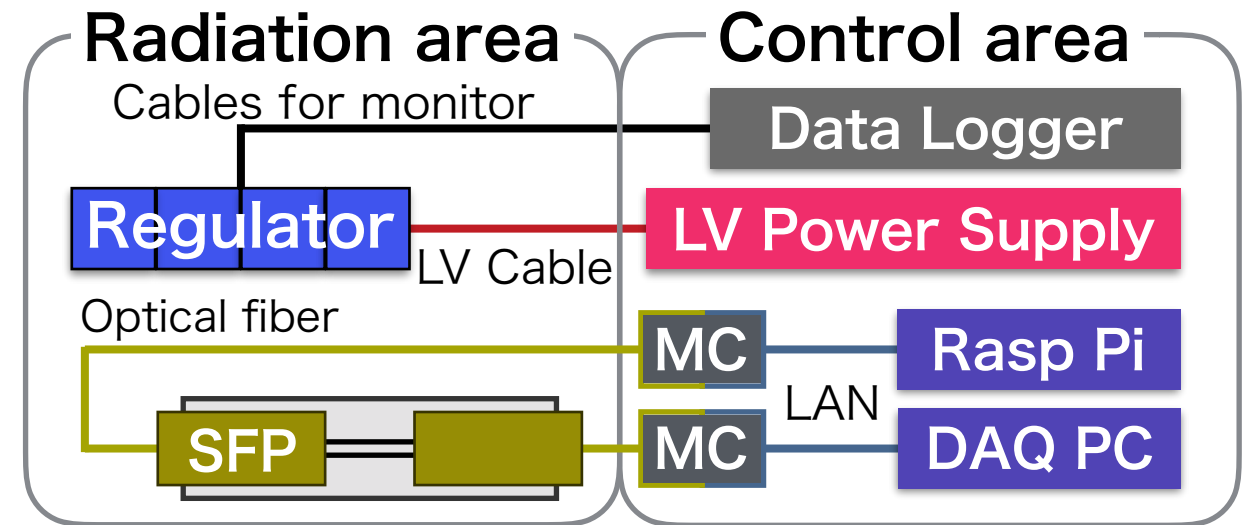 Radiation area
Control area
Cables for monitor
Data Logger
Regulator
LV Power Supply
LV Cable
Optical fiber
MC
Rasp Pi
LAN
SFP
MC
DAQ PC